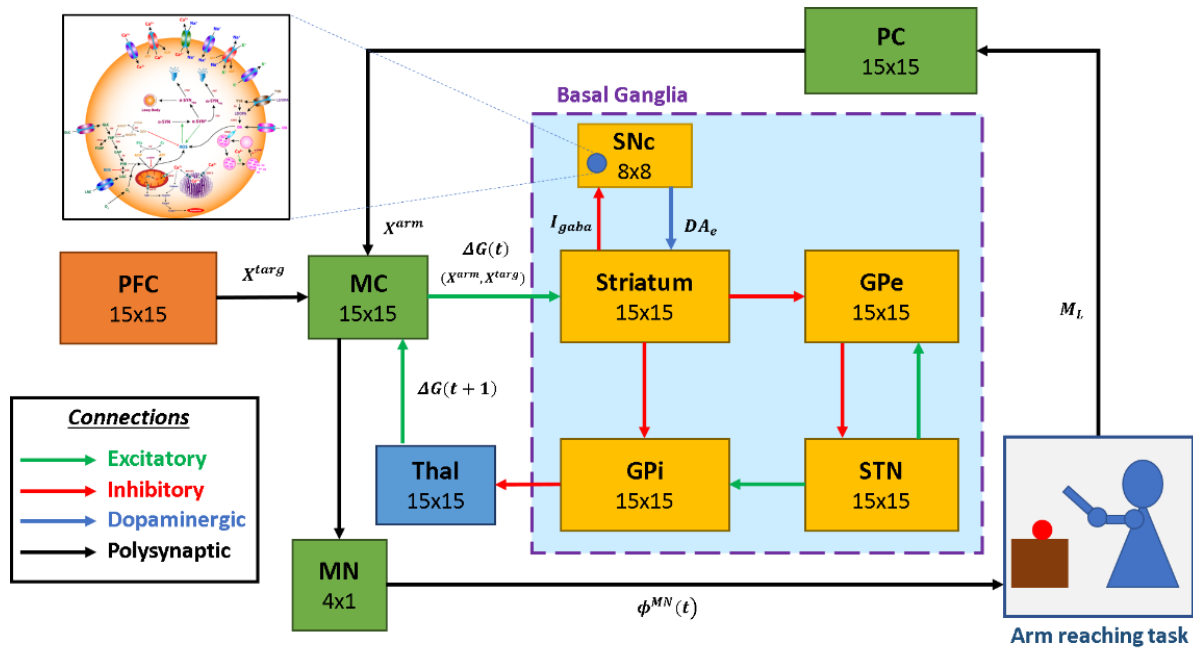 PC
15x15
Basal Ganglia
SNc
8x8
X^{arm}
I_{gaba}
DA_e
ΔG(t)
(X^{arm}, X^{targ})
PFC
15x15
X^{targ}
MC
15x15
Striatum
15x15
GPe
15x15
M_L
ΔG(t + 1)
Connections
Excitatory
Inhibitory
Dopaminergic
Polysynaptic
Thal
15x15
GPi
15x15
STN
15x15
MN
4x1
ϕ^{MN}(t)
Arm reaching task